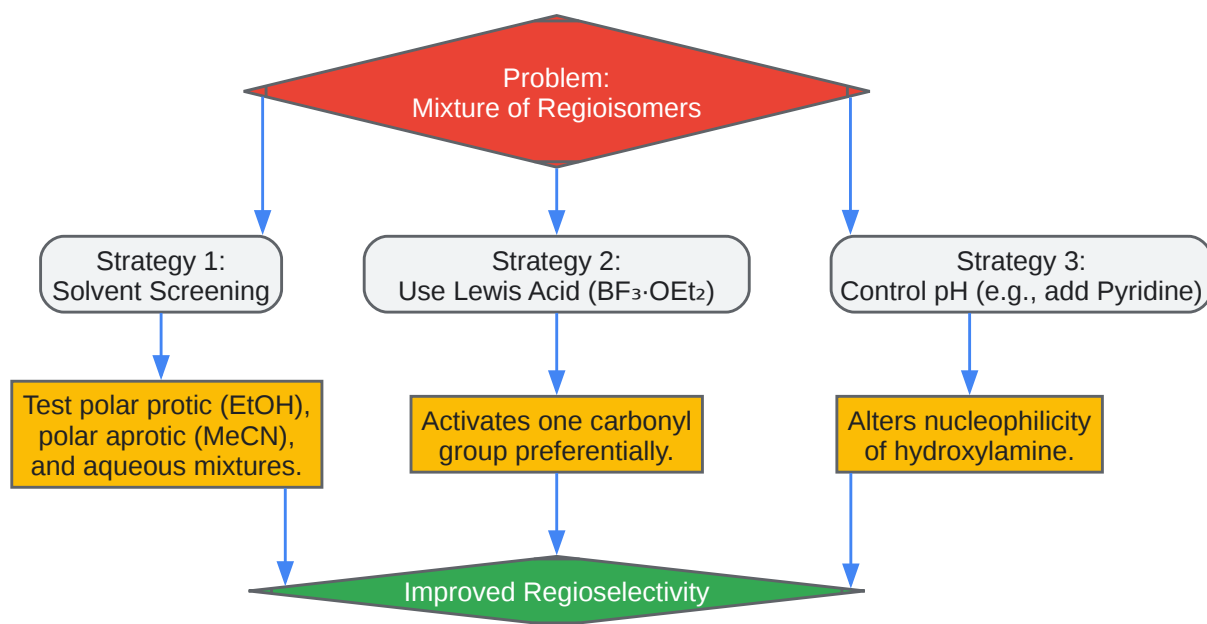 Problem:
Mixture of Regioisomers
Strategy 1:
Solvent Screening
Strategy 2:
Use Lewis Acid (BF₃·OEt₂)
Strategy 3:
Control pH (e.g., add Pyridine)
Test polar protic (EtOH),
polar aprotic (MeCN),
and aqueous mixtures.
Activates one carbonyl
group preferentially.
Alters nucleophilicity
of hydroxylamine.
Improved Regioselectivity